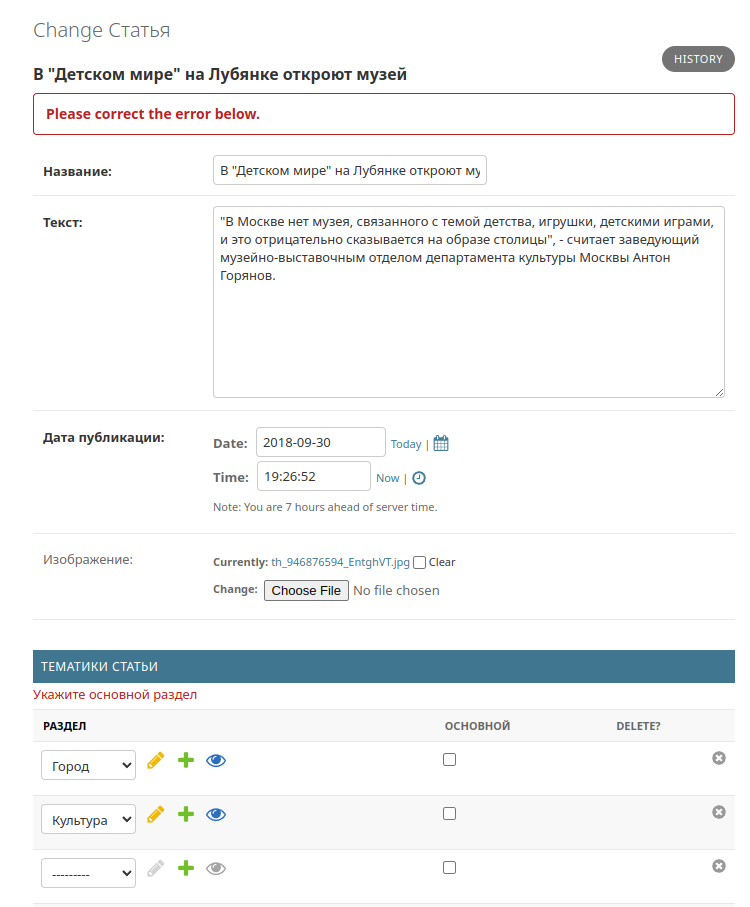 Change Статья
HISTORY
В "Детском мире" на Лубянке откроют музей
Please correct the error below.
Название: В "Детском мире" на Лубянке откроют му
Текст: "В Москве нет музея, связанного с темой детства, игрушки, детскими играми,
и это отрицательно сказывается на образе столицы", - считает заведующий
музейно-выставочным отделом департамента культуры Москвы Антон
Горянов.
Дата публикации: Date: 2018-09-30 Today |
Time: 19:26:52 Now |
Note: You are 7 hours ahead of server time.
Изображение: Currently: th_946876594_EntghVT.jpg Clear
Change: Choose File No file chosen
ТЕМАТИКИ СТАТЬИ
Укажите основной раздел
РАЗДЕЛ ОСНОВНОЙ DELETE?
Город
Культура
---------